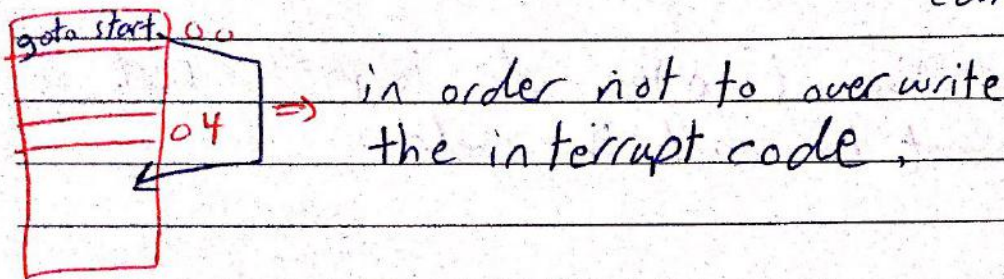 goto start 00
in order not to overwrite
04
the interrupt code,